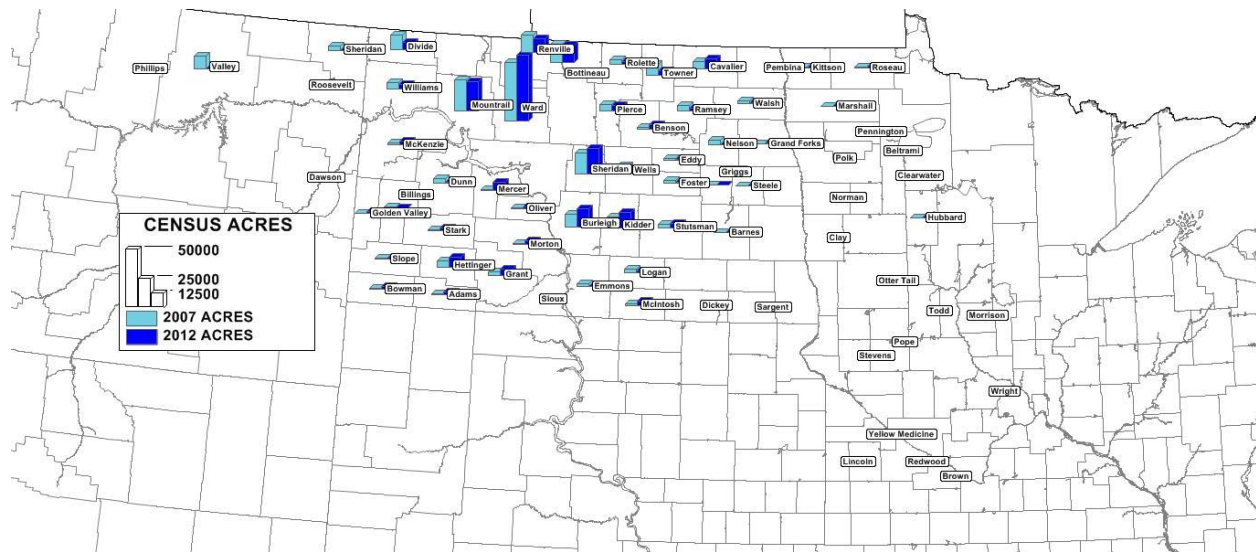 Sheridan
Divide
Renville
Phillips
Valley
Bottineau
Rolette
Towner
Cavalier
Pembina
Kittson
Roseau
Roosevelt
Williams
Mountrail
Ward
Pierce
Ramsey
Walsh
Marshall
Benson
Pennington
McKenzie
Nelson
Grand Forks
Beltrami
Polk
Eddy
Sheridan
Wells
Griggs
Clearwater
Dawson
Dunn
Mercer
Foster
Steele
Billings
Norman
Golden Valley
Oliver
Hubbard
Burleigh
Kidder
Stutsman
Barnes
Stark
Clay
Morton
Slope
Hettinger
Grant
Logan
Otter Tail
Bowman
Adams
Sioux
Emmons
McIntosh
Dickey
Sargent
Todd
Morrison
Pope
Stevens
Wright
Yellow Medicine
Lincoln
Redwood
Brown
CENSUS ACRES
50000
25000
12500
2007 ACRES
2012 ACRES